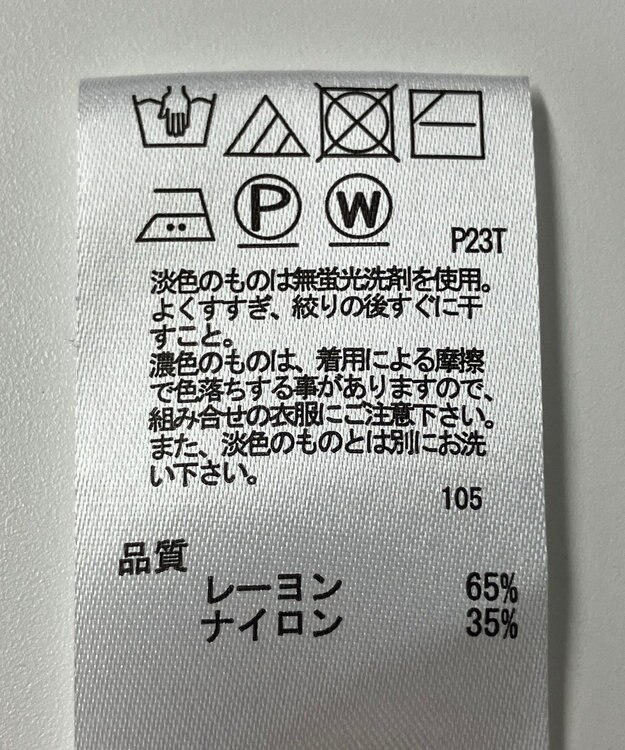 P W P23T
淡色のものは無蛍光洗剤を使用。
よくすすぎ、絞りの後すぐに干
すこと。
濃色のものは、着用による摩擦
で色落ちする事がありますので、
組み合せの衣服にご注意下さい。
また、淡色のものとは別にお洗
い下さい。
105
品質
レーヨン 65%
ナイロン 35%